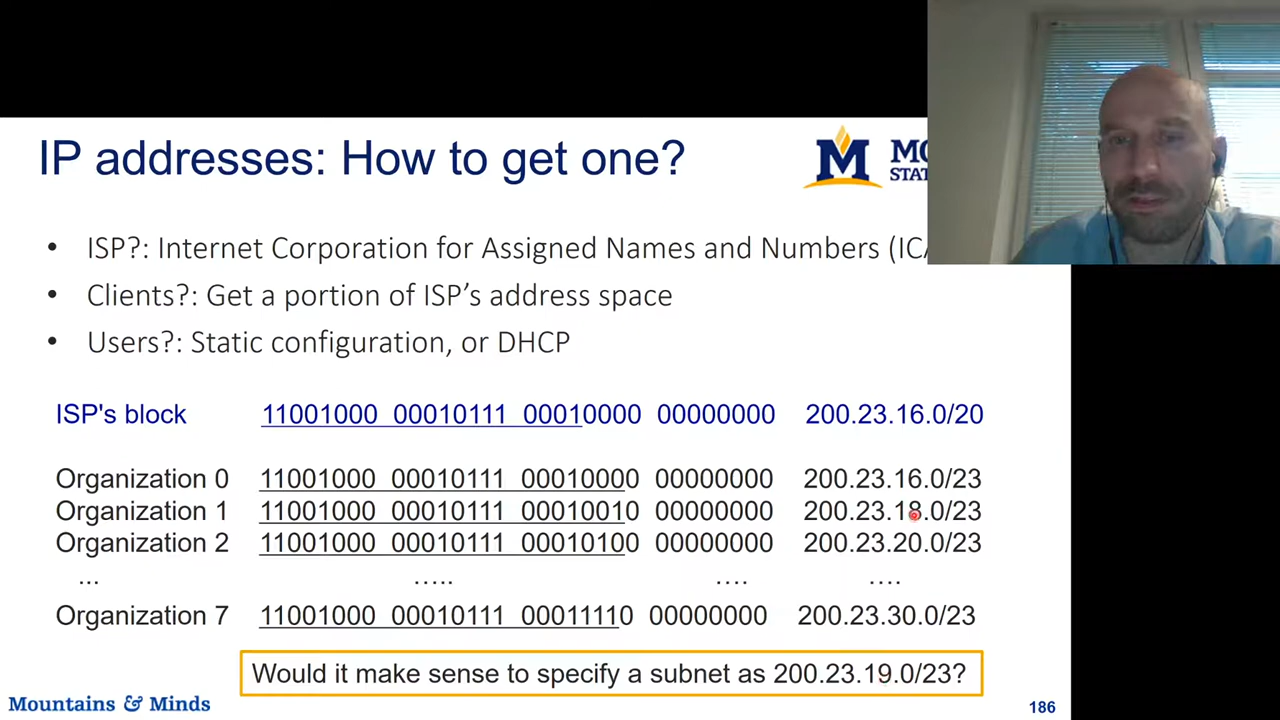 IP addresses: How to get one?
M
STAT
• ISP?: Internet Corporation for Assigned Names and Numbers (ICA
• Clients?: Get a portion of ISP’s address space
• Users?: Static configuration, or DHCP
ISP's block 11001000 00010111 00010000 00000000 200.23.16.0/20
Organization 0 11001000 00010111 00010000 00000000 200.23.16.0/23
Organization 1 11001000 00010111 00010010 00000000 200.23.18.0/23
Organization 2 11001000 00010111 00010100 00000000 200.23.20.0/23
... ….. …. ….
Organization 7 11001000 00010111 00011110 00000000 200.23.30.0/23
Would it make sense to specify a subnet as 200.23.19.0/23?
Mountains & Minds
186